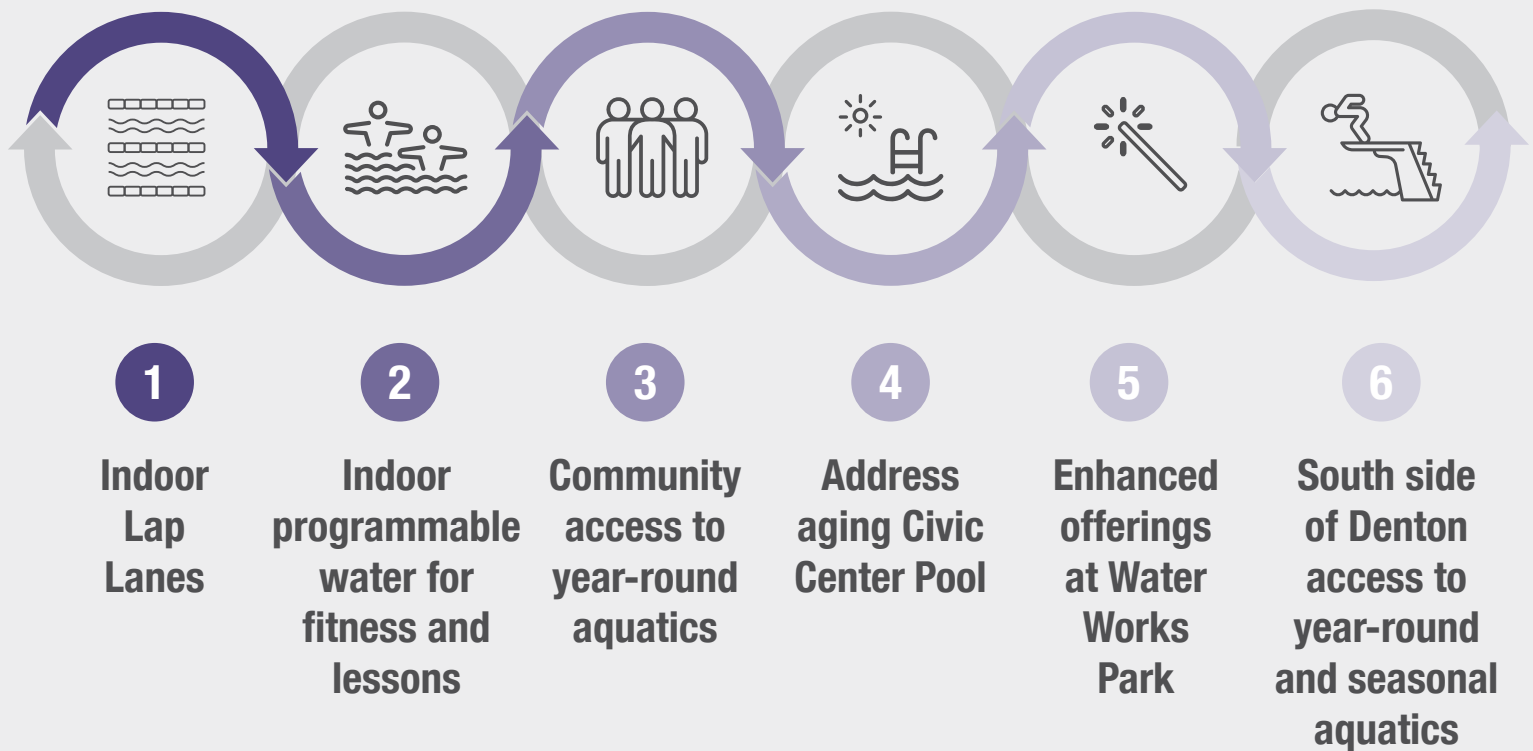 1
Indoor
Lap
Lanes
2
Indoor
programmable
water for
fitness and
lessons
3
Community
access to
year-round
aquatics
4
Address
aging Civic
Center Pool
5
Enhanced
offerings
at Water
Works
Park
6
South side
of Denton
access to
year-round
and seasonal
aquatics